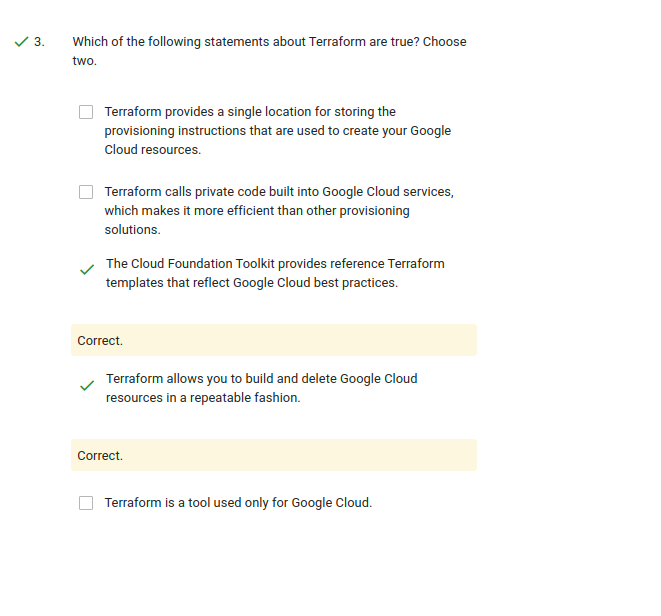 3. Which of the following statements about Terraform are true? Choose
two.
Terraform provides a single location for storing the
provisioning instructions that are used to create your Google
Cloud resources.
Terraform calls private code built into Google Cloud services,
which makes it more efficient than other provisioning
solutions.
The Cloud Foundation Toolkit provides reference Terraform
templates that reflect Google Cloud best practices.
Correct.
Terraform allows you to build and delete Google Cloud
resources in a repeatable fashion.
Correct.
Terraform is a tool used only for Google Cloud.